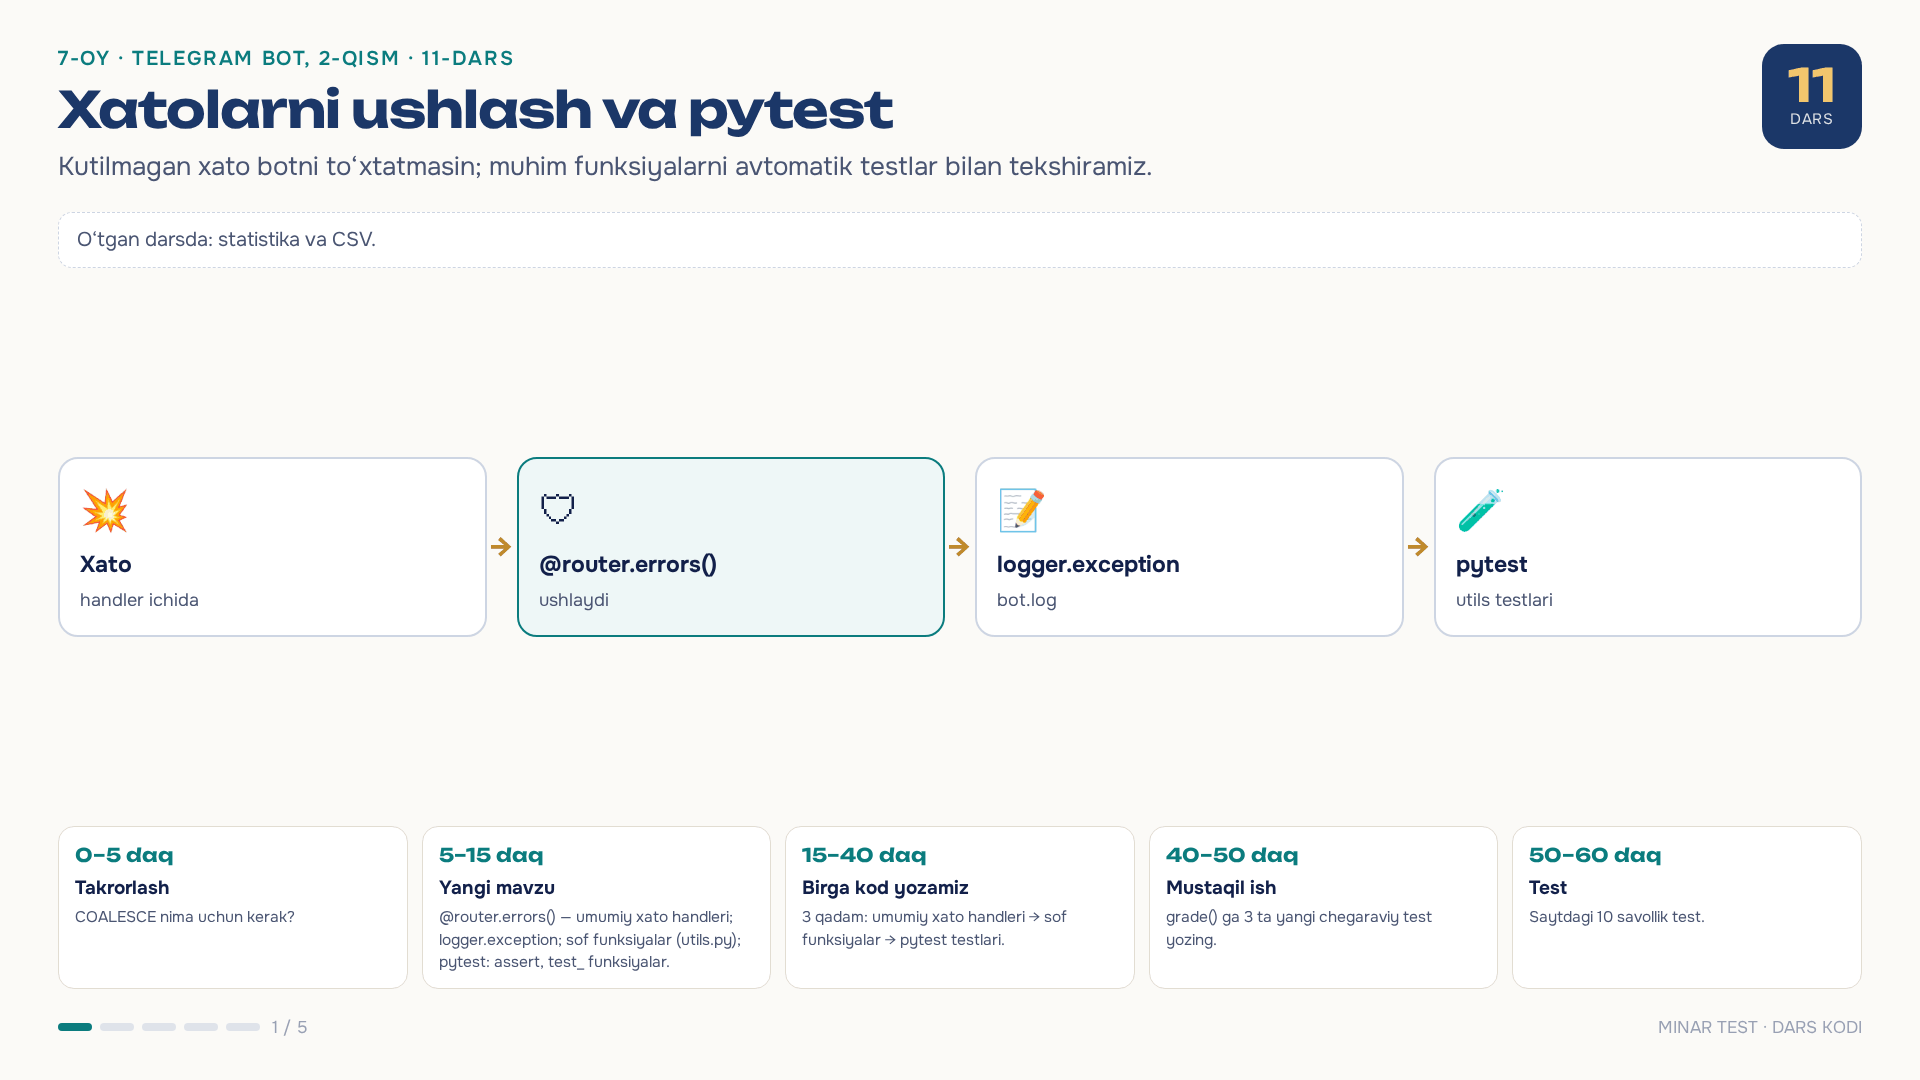 7-OY · TELEGRAM BOT, 2-QISM · 11-DARS
Xatolarni ushlash va pytest
Kutilmagan xato botni to‘xtatmasin; muhim funksiyalarni avtomatik testlar bilan tekshiramiz.
11
DARS
O‘tgan darsda: statistika va CSV.
Xato
handler ichida
→
@router.errors()
ushlaydi
→
logger.exception
bot.log
→
pytest
utils testlari
0–5 daq
Takrorlash
COALESCE nima uchun kerak?
5–15 daq
Yangi mavzu
@router.errors() — umumiy xato handleri;
logger.exception; sof funksiyalar (utils.py);
pytest: assert, test_ funksiyalar.
15–40 daq
Birga kod yozamiz
3 qadam: umumiy xato handleri → sof
funksiyalar → pytest testlari.
40–50 daq
Mustaqil ish
grade() ga 3 ta yangi chegaraviy test
yozing.
50–60 daq
Test
Saytdagi 10 savollik test.
1 / 5
MINAR TEST · DARS KODI